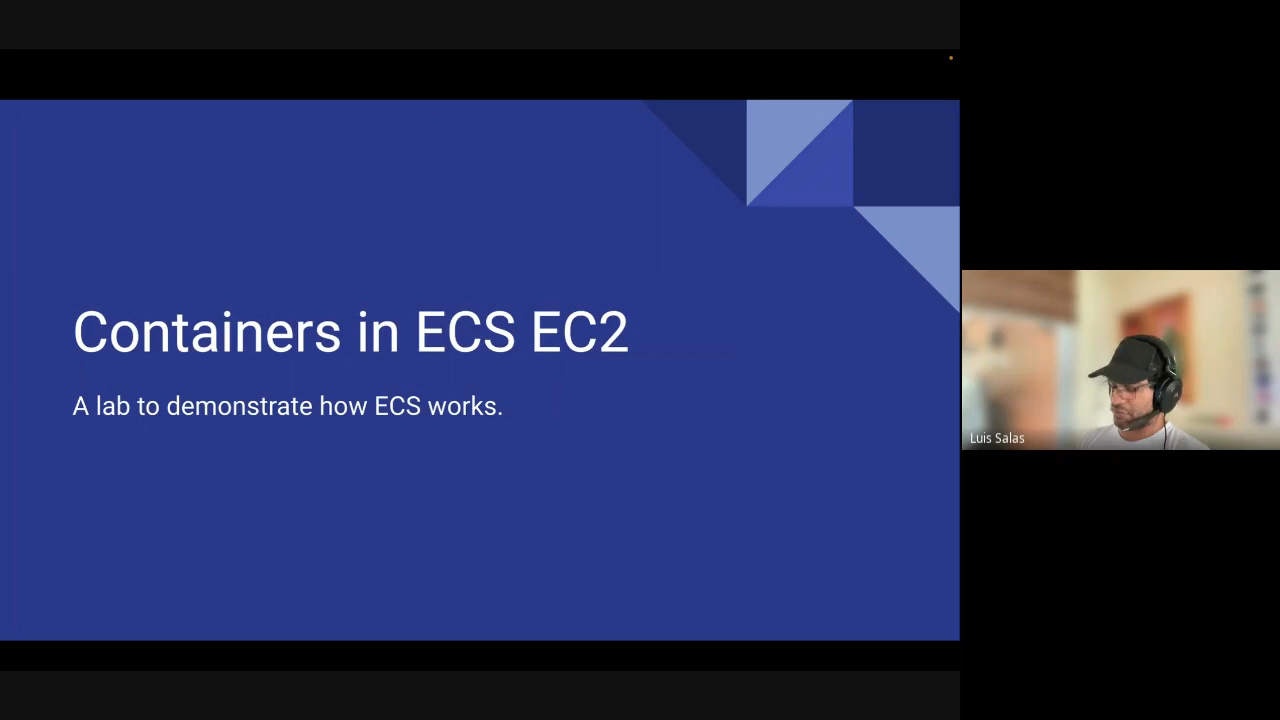 Containers in ECS EC2
A lab to demonstrate how ECS works.
Luis Salas